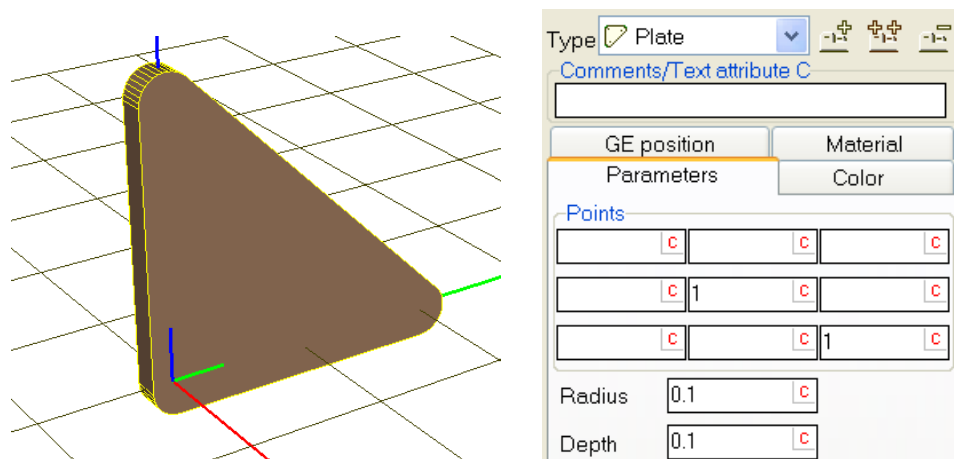 Type Plate
Comments/Text attribute C
GE position Material
Parameters Color
Points
C C C
C 1 C C
C C 1 C
Radius 0.1 C
Depth 0.1 C